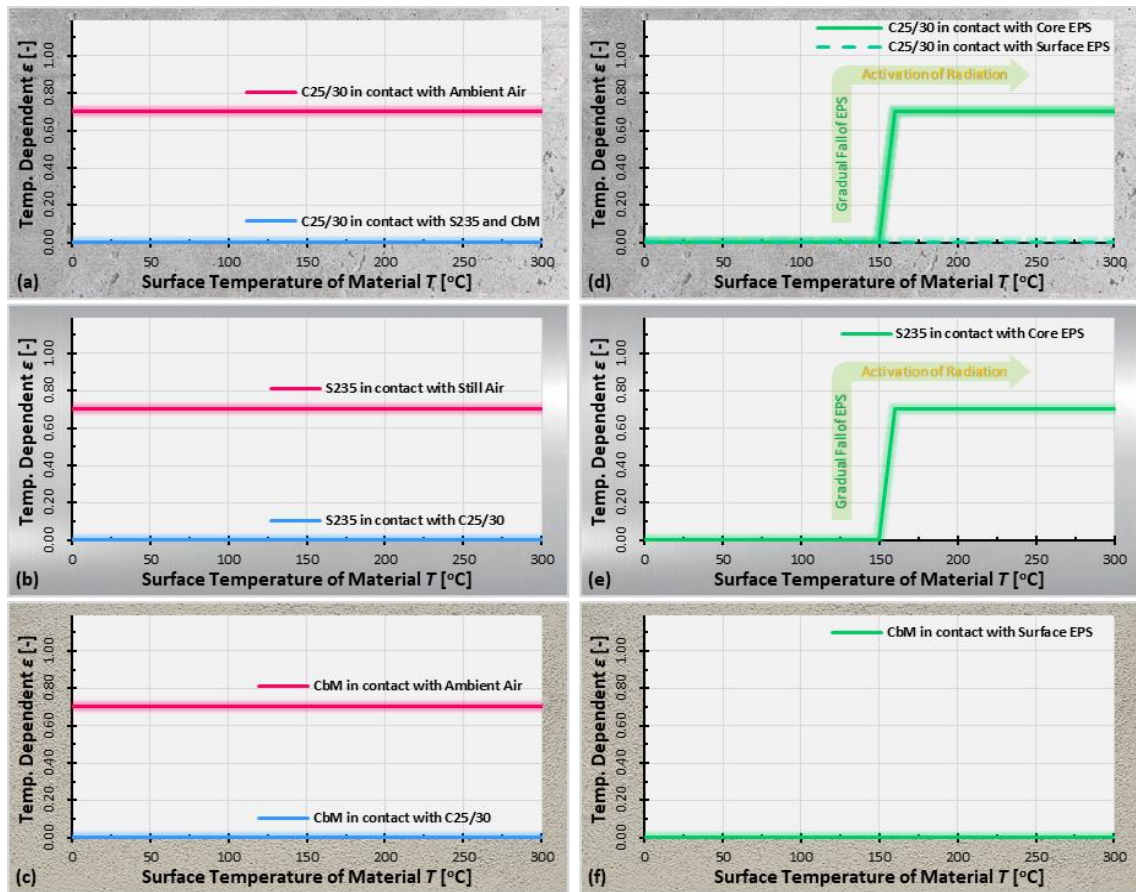 Temp. Dependent ε [-]
1.00
0.80
0.60
0.40
0.20
0.00
C25/30 in contact with Ambient Air
C25/30 in contact with S235 and CbM
0 50 100 150 200 250 300
(a) Surface Temperature of Material T [°C]
Temp. Dependent ε [-]
1.00
0.80
0.60
0.40
0.20
0.00
C25/30 in contact with Core EPS
C25/30 in contact with Surface EPS
Activation of Radiation
Gradual Fall of EPS
0 50 100 150 200 250 300
(d) Surface Temperature of Material T [°C]
Temp. Dependent ε [-]
1.00
0.80
0.60
0.40
0.20
0.00
S235 in contact with Still Air
S235 in contact with C25/30
0 50 100 150 200 250 300
(b) Surface Temperature of Material T [°C]
Temp. Dependent ε [-]
1.00
0.80
0.60
0.40
0.20
0.00
S235 in contact with Core EPS
Activation of Radiation
Gradual Fall of EPS
0 50 100 150 200 250 300
(e) Surface Temperature of Material T [°C]
Temp. Dependent ε [-]
1.00
0.80
0.60
0.40
0.20
0.00
CbM in contact with Ambient Air
CbM in contact with C25/30
0 50 100 150 200 250 300
(c) Surface Temperature of Material T [°C]
Temp. Dependent ε [-]
1.00
0.80
0.60
0.40
0.20
0.00
CbM in contact with Surface EPS
0 50 100 150 200 250 300
(f) Surface Temperature of Material T [°C]